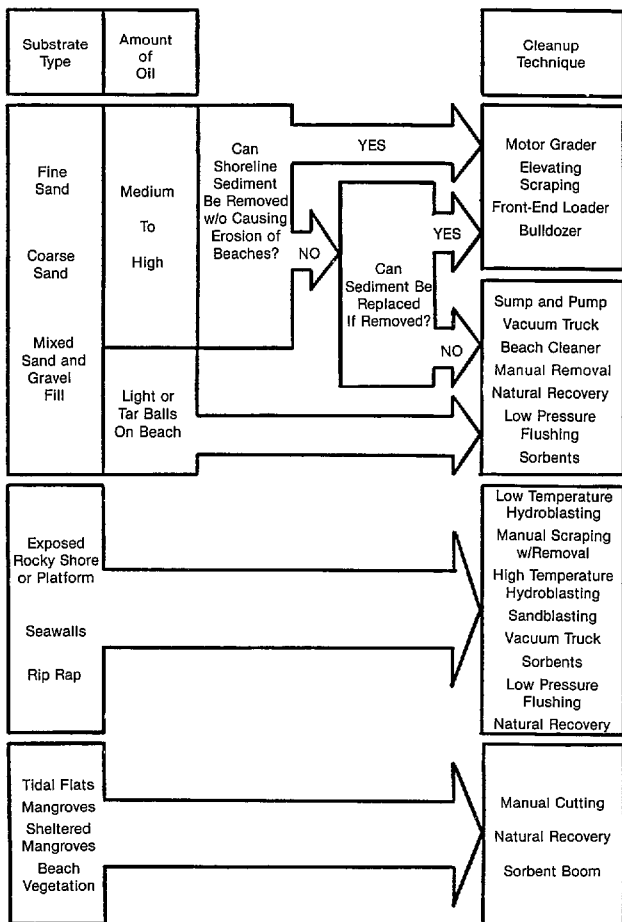 Substrate
Type
Amount
of
Oil
Cleanup
Technique
Fine
Sand
Coarse
Sand
Mixed
Sand and
Gravel
Fill
Medium
To
High
Light or
Tar Balls
On Beach
Can
Shoreline
Sediment
Be Removed
w/o Causing
Erosion of
Beaches?
YES
NO
Can
Sediment Be
Replaced
If Removed?
YES
NO
Motor Grader
Elevating
Scraping
Front-End Loader
Bulldozer
Sump and Pump
Vacuum Truck
Beach Cleaner
Manual Removal
Natural Recovery
Low Pressure
Flushing
Sorbents
Exposed
Rocky Shore
or Platform
Seawalls
Rip Rap
Low Temperature
Hydroblasting
Manual Scraping
w/Removal
High Temperature
Hydroblasting
Sandblasting
Vacuum Truck
Sorbents
Low Pressure
Flushing
Natural Recovery
Tidal Flats
Mangroves
Sheltered
Mangroves
Beach
Vegetation
Manual Cutting
Natural Recovery
Sorbent Boom